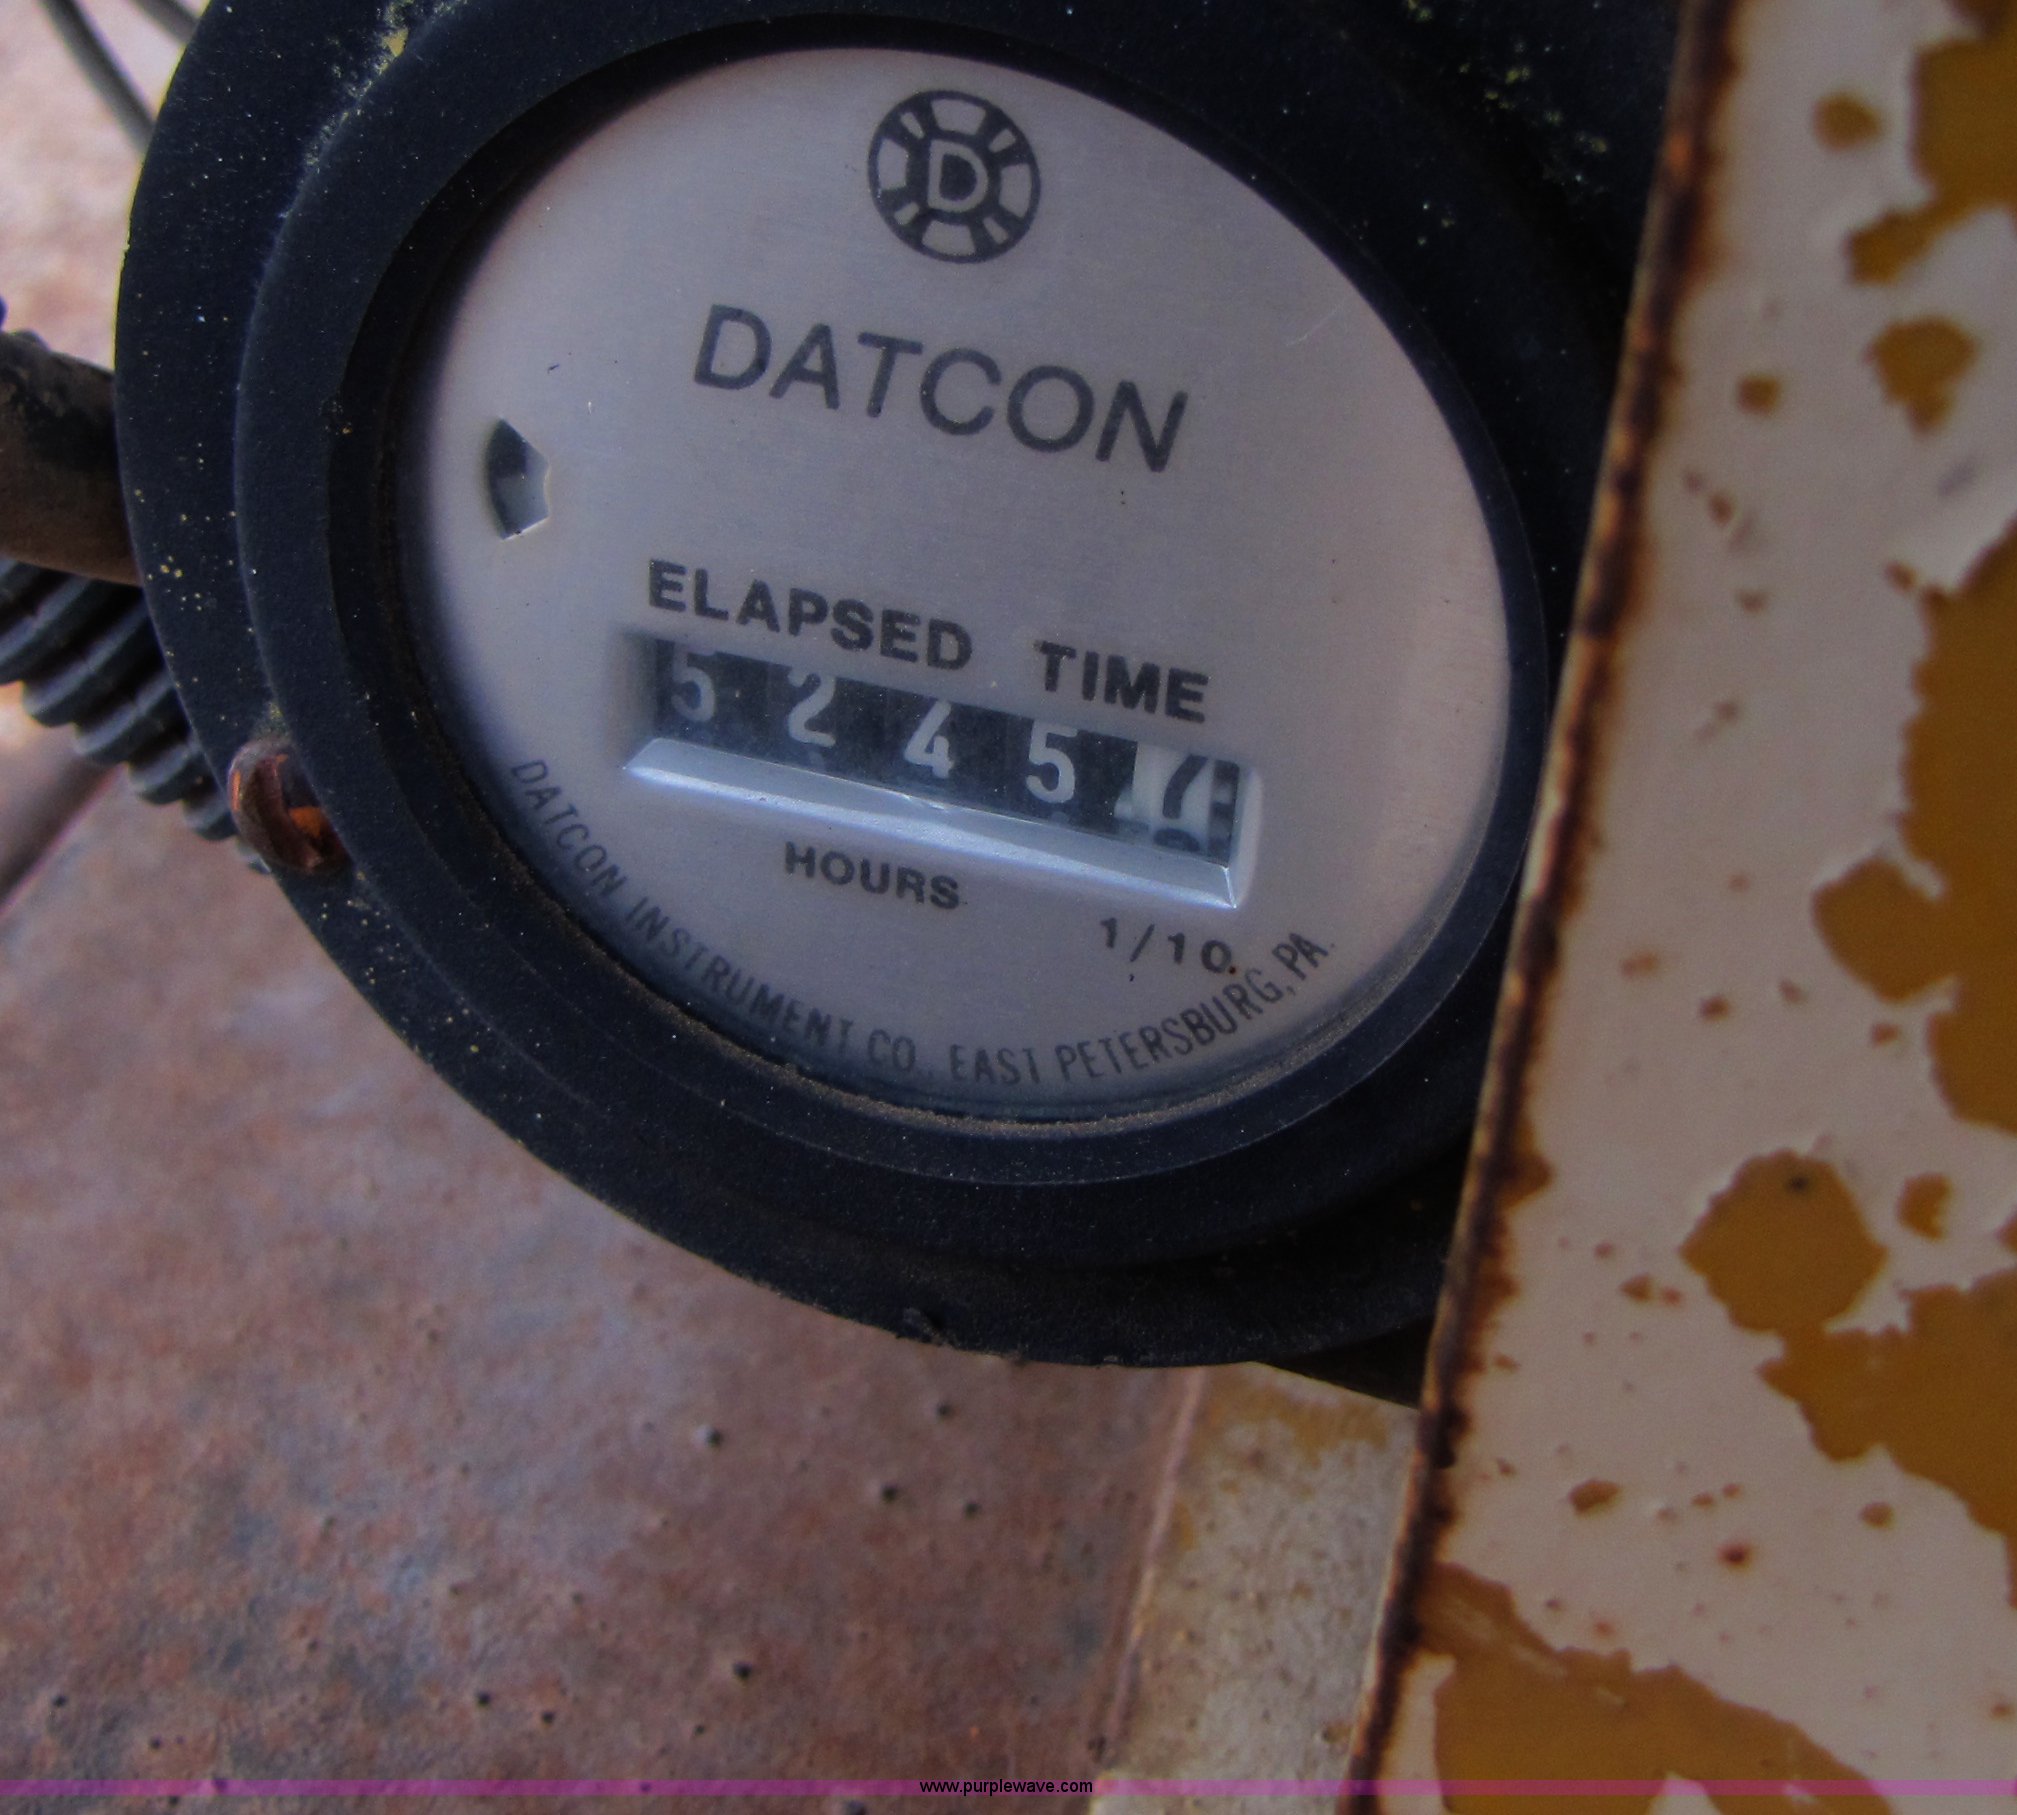 D
DATCON
ELAPSED TIME
5 2 4 5 7
HOURS
1/10
DATCON INSTRUMENT CO., EAST PETERSBURG, PA.
www.purplewave.com